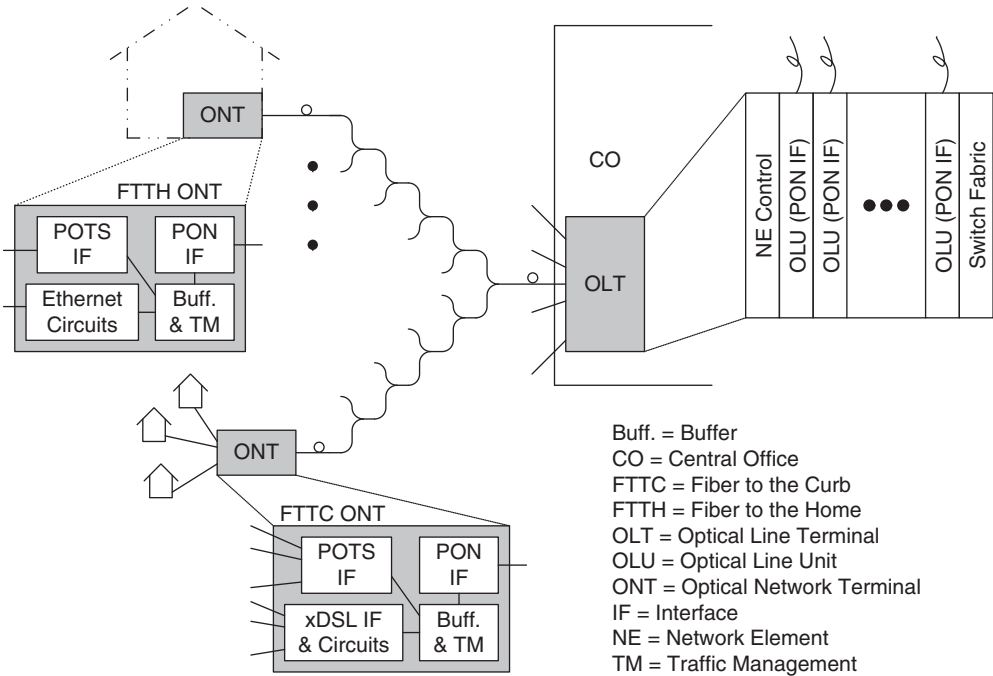 ONT
FTTH ONT
POTS
IF
PON
IF
Ethernet
Circuits
Buff.
& TM
CO
OLT
NE Control
OLU (PON IF)
OLU (PON IF)
OLU (PON IF)
Switch Fabric
ONT
FTTC ONT
POTS
IF
PON
IF
xDSL IF
& Circuits
Buff.
& TM
Buff. = Buffer
CO = Central Office
FTTC = Fiber to the Curb
FTTH = Fiber to the Home
OLT = Optical Line Terminal
OLU = Optical Line Unit
ONT = Optical Network Terminal
IF = Interface
NE = Network Element
TM = Traffic Management